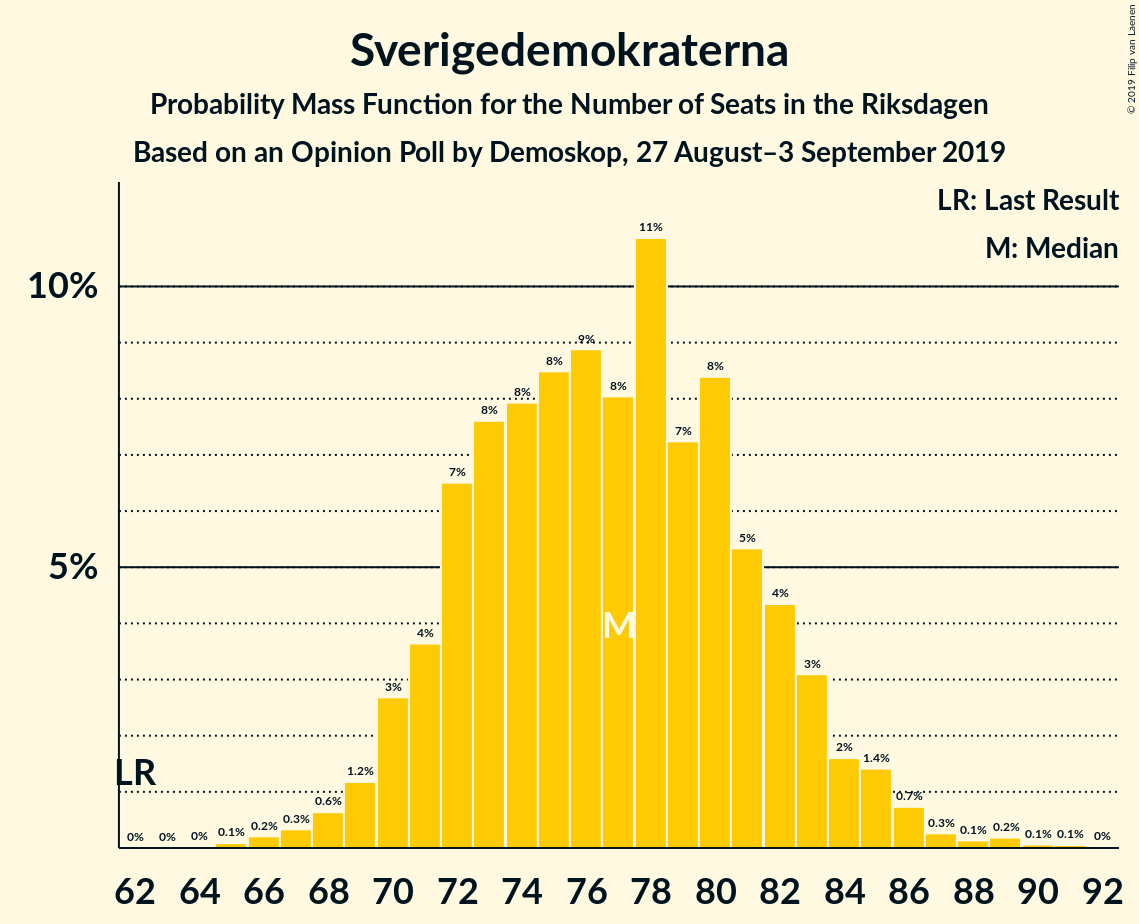 Sverigedemokraterna
Probability Mass Function for the Number of Seats in the Riksdagen
Based on an Opinion Poll by Demoskop, 27 August–3 September 2019
© 2019 Filip van Laenen
LR: Last Result
M: Median
10%
5%
LR
M
0% 0% 0% 0.1% 0.2% 0.3% 0.6% 1.2% 3% 4% 7% 8% 8% 8% 9% 8% 11% 7% 8% 5% 4% 3% 2% 1.4% 0.7% 0.3% 0.1% 0.2% 0.1% 0.1% 0%
62 64 66 68 70 72 74 76 78 80 82 84 86 88 90 92